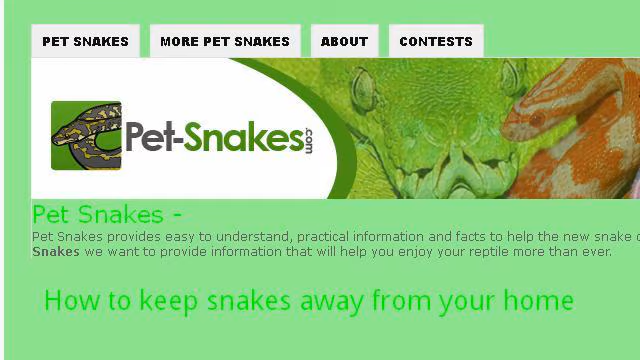 PET SNAKES MORE PET SNAKES ABOUT CONTESTS
Pet-Snakes.com
Pet Snakes -
Pet Snakes provides easy to understand, practical information and facts to help the new snake
Snakes we want to provide information that will help you enjoy your reptile more than ever.
How to keep snakes away from your home